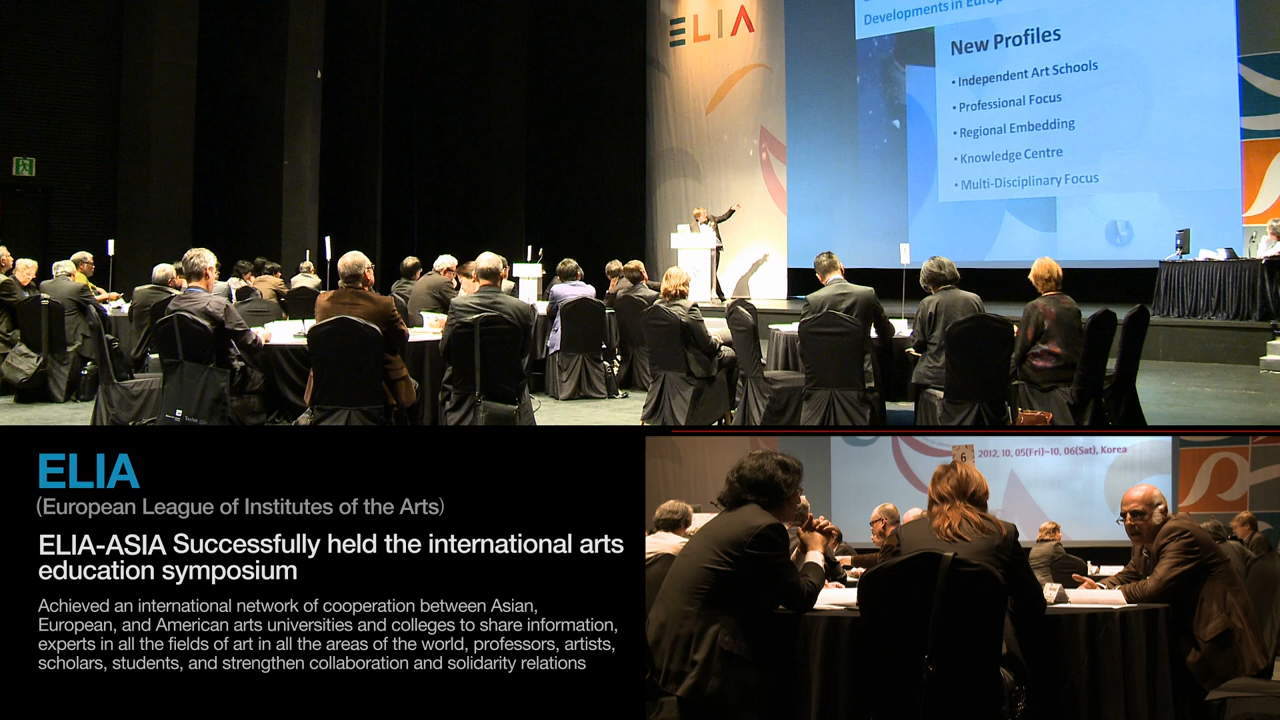 ELIA
Developments in Europ
New Profiles
• Independent Art Schools
• Professional Focus
• Regional Embedding
• Knowledge Centre
• Multi-Disciplinary Focus
ELIA
(European League of Institutes of the Arts)
ELIA-ASIA Successfully held the international arts
education symposium
Achieved an international network of cooperation between Asian,
European, and American arts universities and colleges to share information,
experts in all the fields of art in all the areas of the world, professors, artists,
scholars, students, and strengthen collaboration and solidarity relations
6
2012, 10, 05(Fri)~10, 06(Sat), Korea